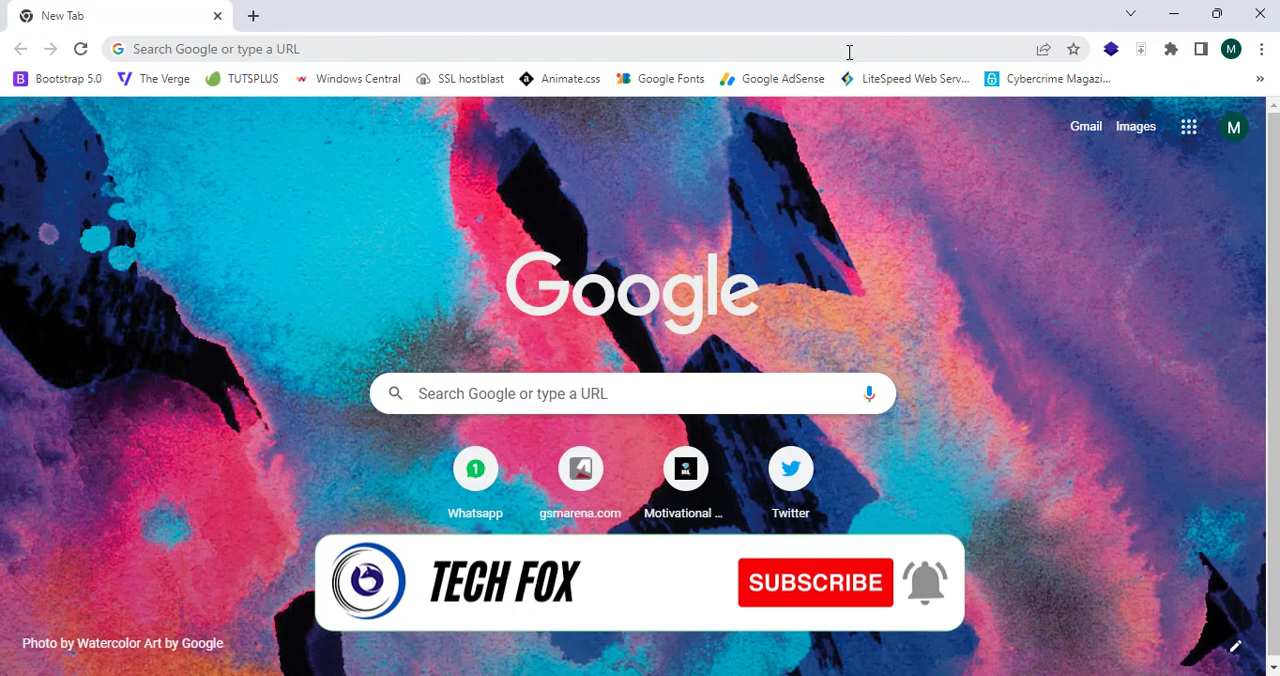 New Tab
Search Google or type a URL
M
Bootstrap 5.0
The Verge
TUTSPLUS
Windows Central
SSL hostblast
Animate.css
Google Fonts
Google AdSense
LiteSpeed Web Serv...
Cybercrime Magazi...
»
Gmail
Images
M
Google
Search Google or type a URL
1
Whatsapp
gsmarena.com
Motivational ...
Twitter
TECH FOX
SUBSCRIBE
Photo by Watercolor Art by Google